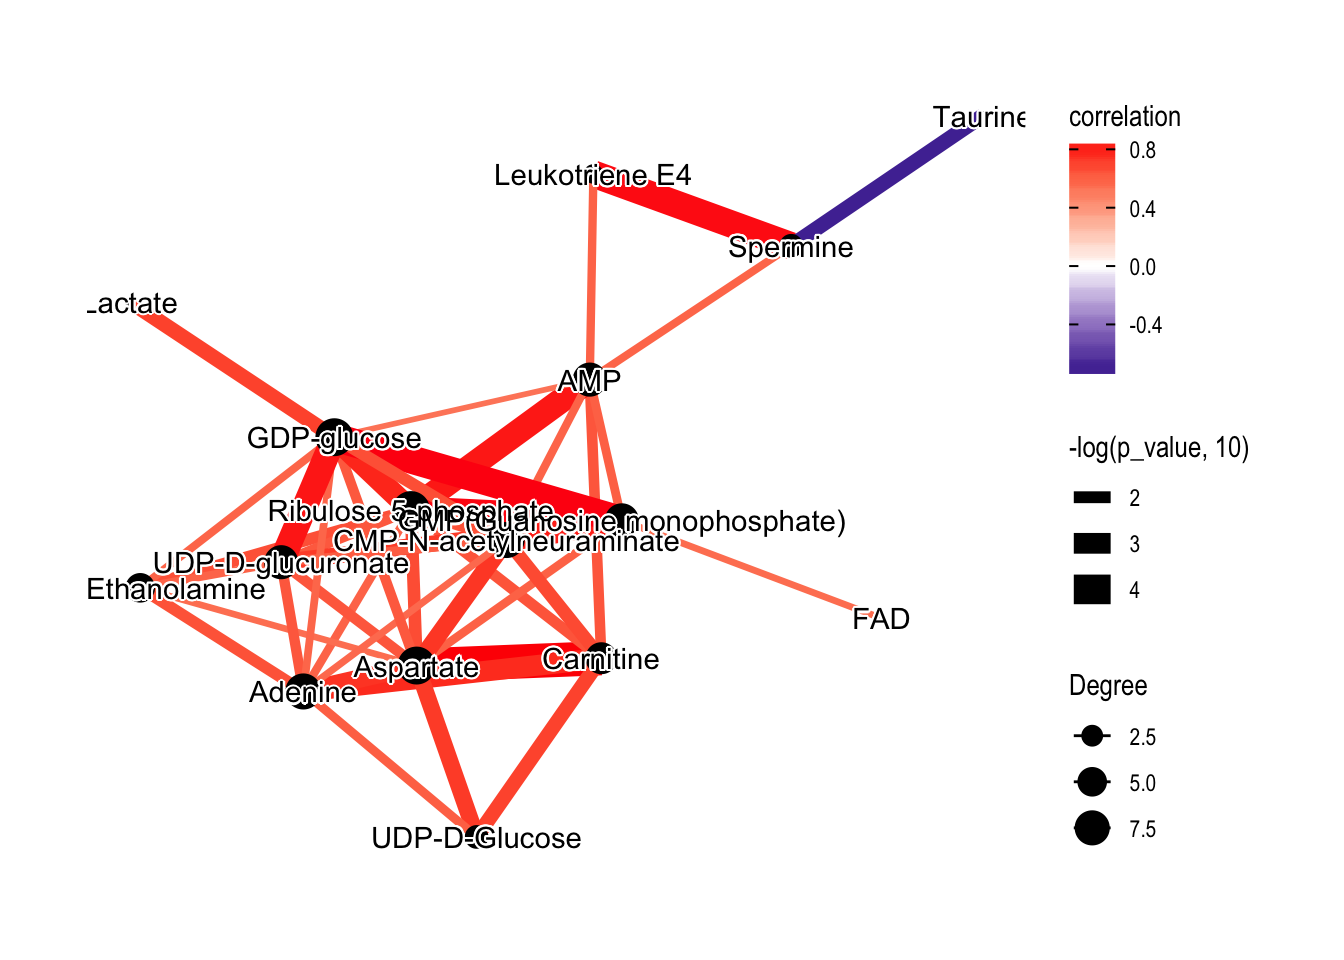 Taurine
Leukotriene E4
Spermine
Lactate
AMP
GDP-glucose
Ribulose 5-phosphate
GMP(Guanosine monophosphate)
CMP-N-acetylneuraminate
UDP-D-glucuronate
Ethanolamine
FAD
Aspartate
Carnitine
Adenine
UDP-D-Glucose
correlation
0.8
0.4
0.0
-0.4
-log(p_value, 10)
2
3
4
Degree
2.5
5.0
7.5